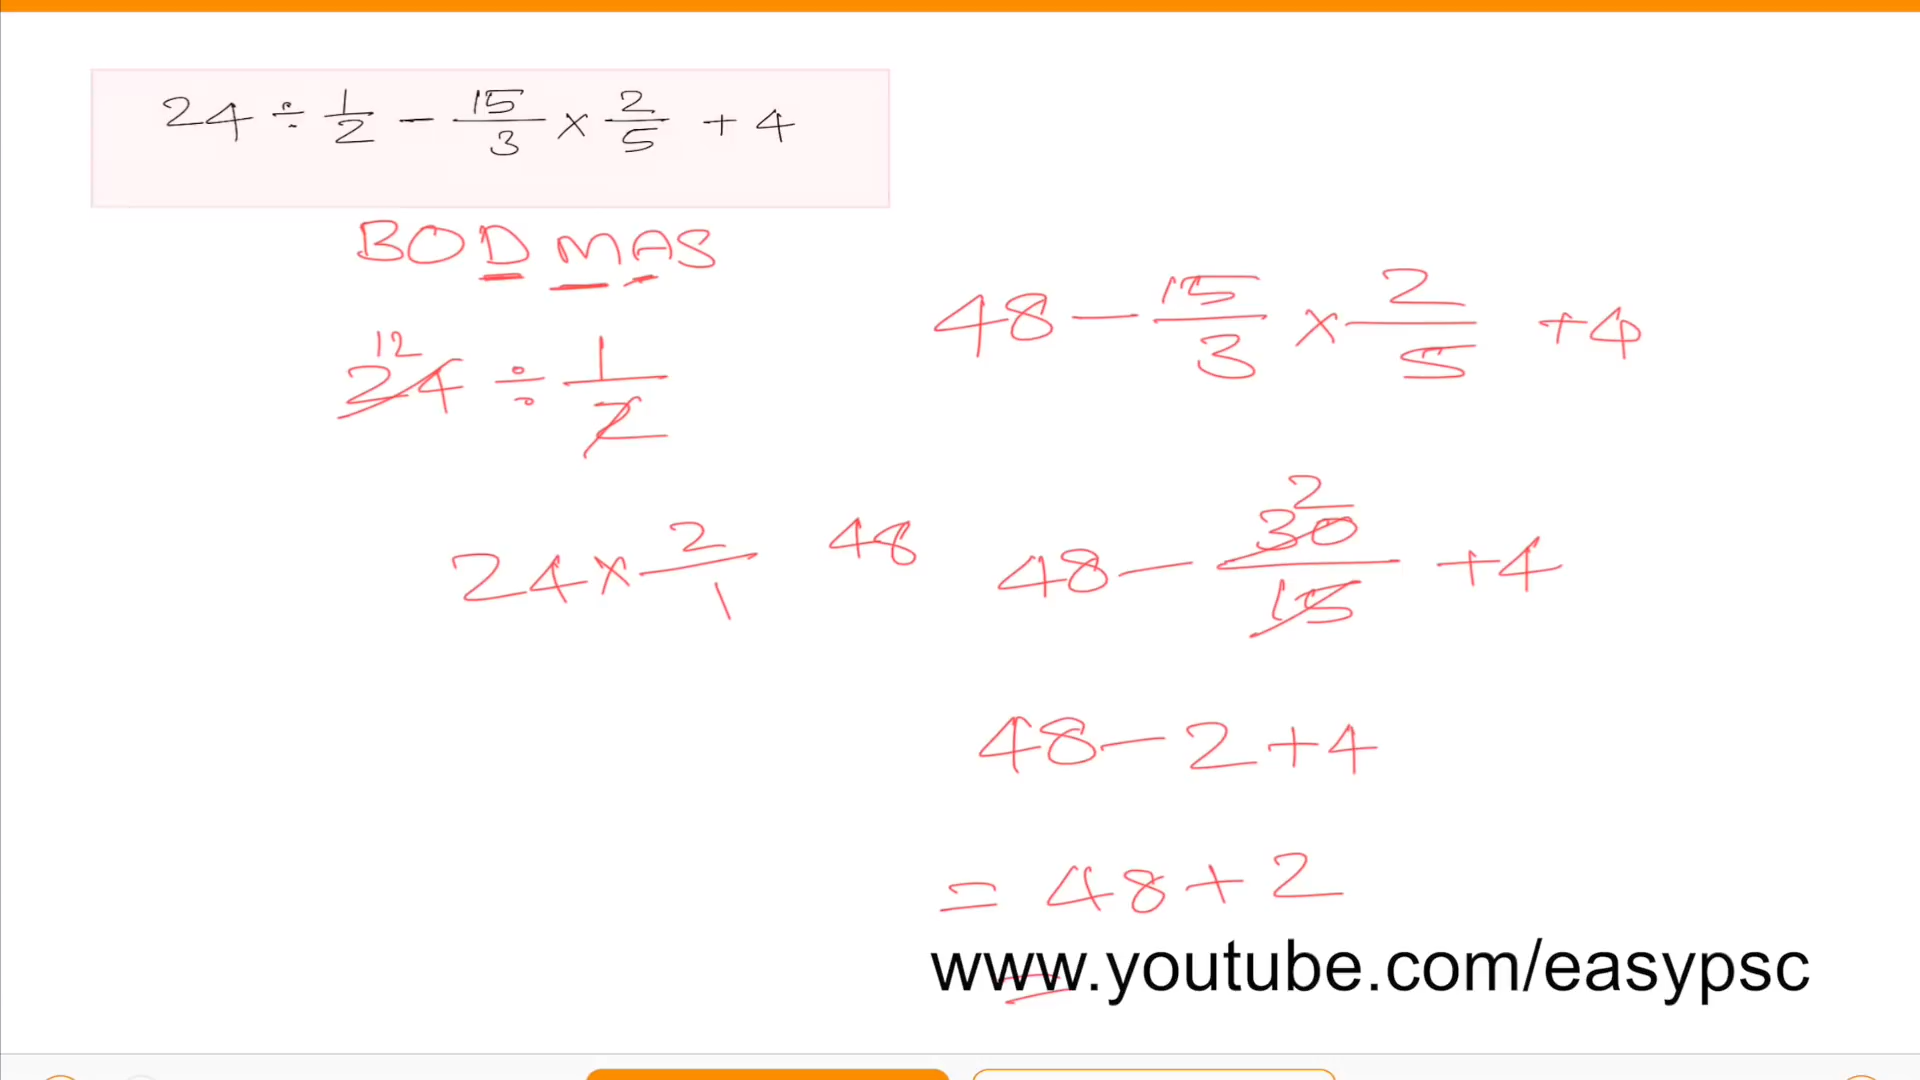 24 ÷ 1/2 - 15/3 × 2/5 + 4
BODMAS
12
24 ÷ 1/2
24 × 2/1 48
48 - 15/3 × 2/5 + 4
2
48 - 30/15 + 4
48 - 2 + 4
= 48 + 2
=
www.youtube.com/easypsc